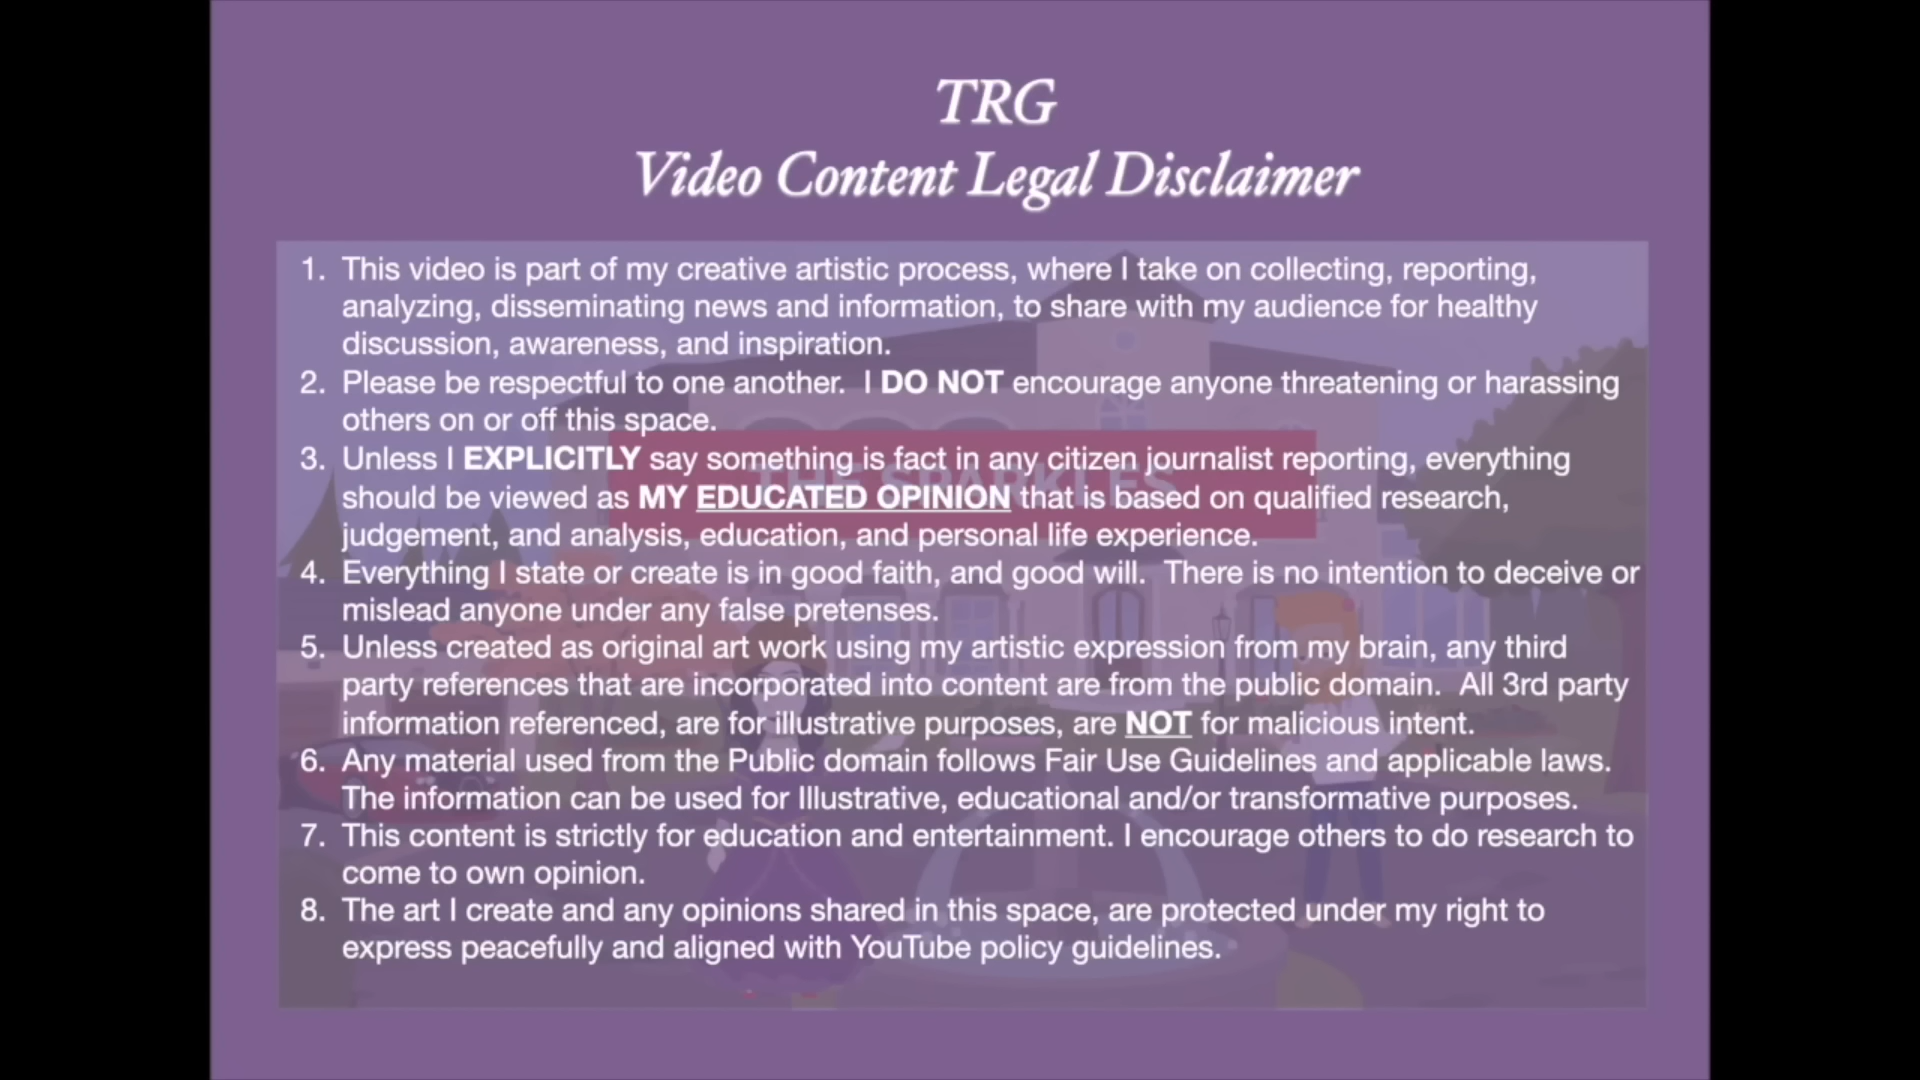 TRG
Video Content Legal Disclaimer
1. This video is part of my creative artistic process, where I take on collecting, reporting,
analyzing, disseminating news and information, to share with my audience for healthy
discussion, awareness, and inspiration.
2. Please be respectful to one another.  I DO NOT encourage anyone threatening or harassing
others on or off this space.
3. Unless I EXPLICITLY say something is fact in any citizen journalist reporting, everything
should be viewed as MY EDUCATED OPINION that is based on qualified research,
judgement, and analysis, education, and personal life experience.
THE SPARKLES
4. Everything I state or create is in good faith, and good will.  There is no intention to deceive or
mislead anyone under any false pretenses.
5. Unless created as original art work using my artistic expression from my brain, any third
party references that are incorporated into content are from the public domain.  All 3rd party
information referenced, are for illustrative purposes, are NOT for malicious intent.
6. Any material used from the Public domain follows Fair Use Guidelines and applicable laws.
The information can be used for Illustrative, educational and/or transformative purposes.
7. This content is strictly for education and entertainment. I encourage others to do research to
come to own opinion.
8. The art I create and any opinions shared in this space, are protected under my right to
express peacefully and aligned with YouTube policy guidelines.